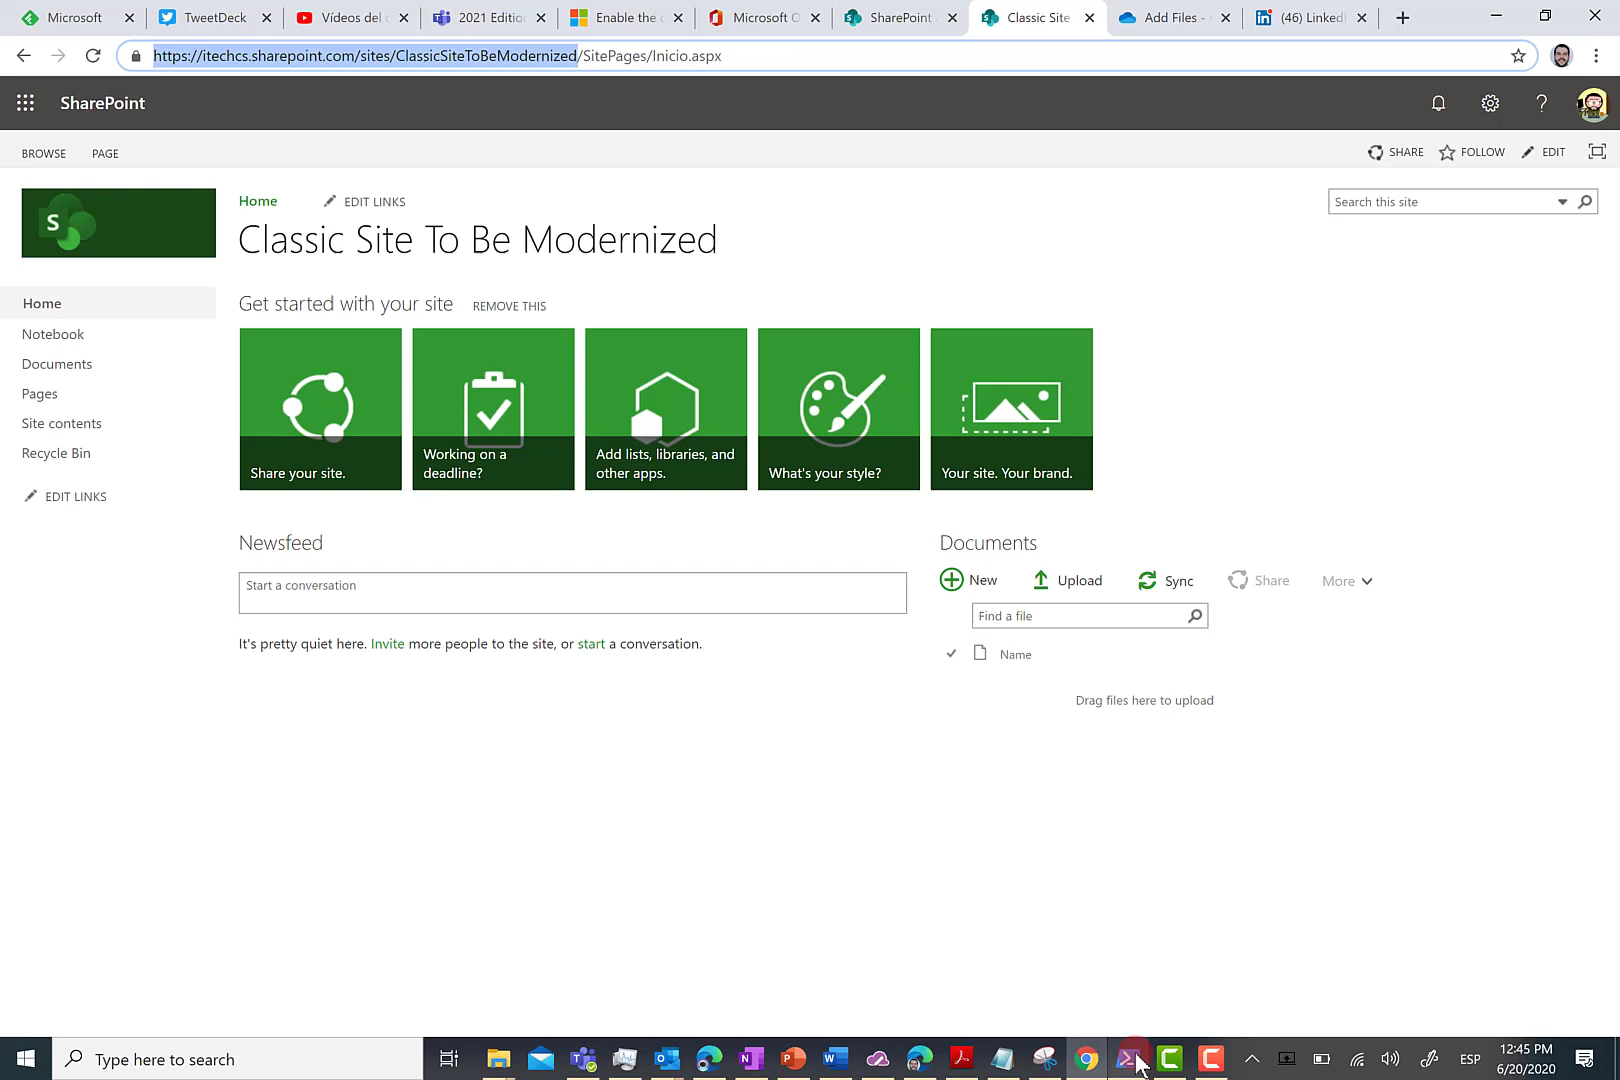 Microsoft
TweetDeck
Vídeos del c
2021 Editio
Enable the
Microsoft O
SharePoint
Classic Site
Add Files -
(46) LinkedI
https://itechcs.sharepoint.com/sites/ClassicSiteToBeModernized/SitePages/Inicio.aspx
SharePoint
BROWSE PAGE
SHARE FOLLOW EDIT
S
Home EDIT LINKS
Search this site
Classic Site To Be Modernized
Home
Notebook
Documents
Pages
Site contents
Recycle Bin
EDIT LINKS
Get started with your site REMOVE THIS
Share your site.
Working on a
deadline?
Add lists, libraries, and
other apps.
What's your style?
Your site. Your brand.
Newsfeed
Start a conversation
It's pretty quiet here. Invite more people to the site, or start a conversation.
Documents
New Upload Sync Share More
Find a file
Name
Drag files here to upload
Type here to search
ESP
12:45 PM
6/20/2020